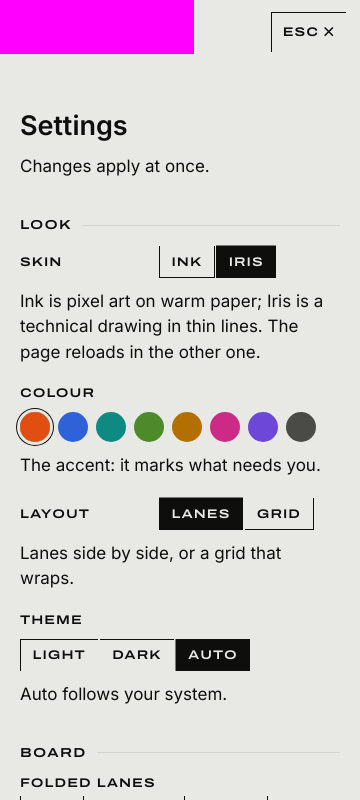 ESC ✕
Settings
Changes apply at once.
LOOK
SKIN INK IRIS
Ink is pixel art on warm paper; Iris is a
technical drawing in thin lines. The
page reloads in the other one.
COLOUR
The accent: it marks what needs you.
LAYOUT LANES GRID
Lanes side by side, or a grid that
wraps.
THEME
LIGHT DARK AUTO
Auto follows your system.
BOARD
FOLDED LANES